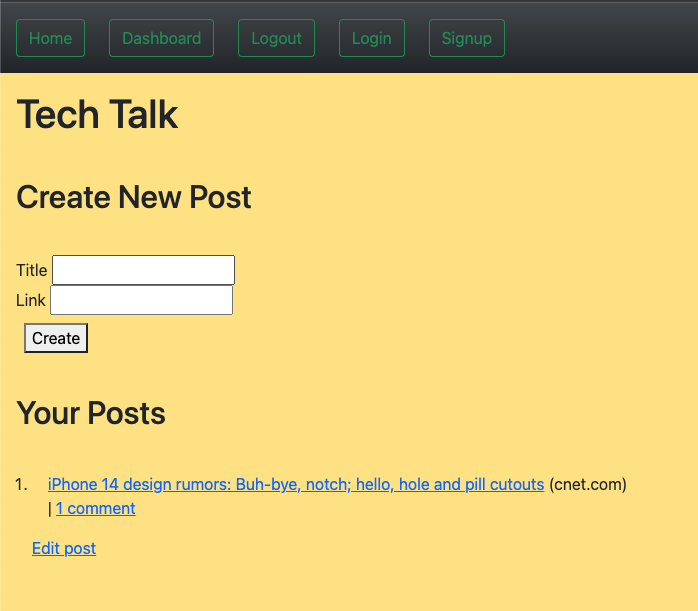 Home Dashboard Logout Login Signup
Tech Talk
Create New Post
Title
Link
Create
Your Posts
1. iPhone 14 design rumors: Buh-bye, notch; hello, hole and pill cutouts (cnet.com)
| 1 comment
Edit post